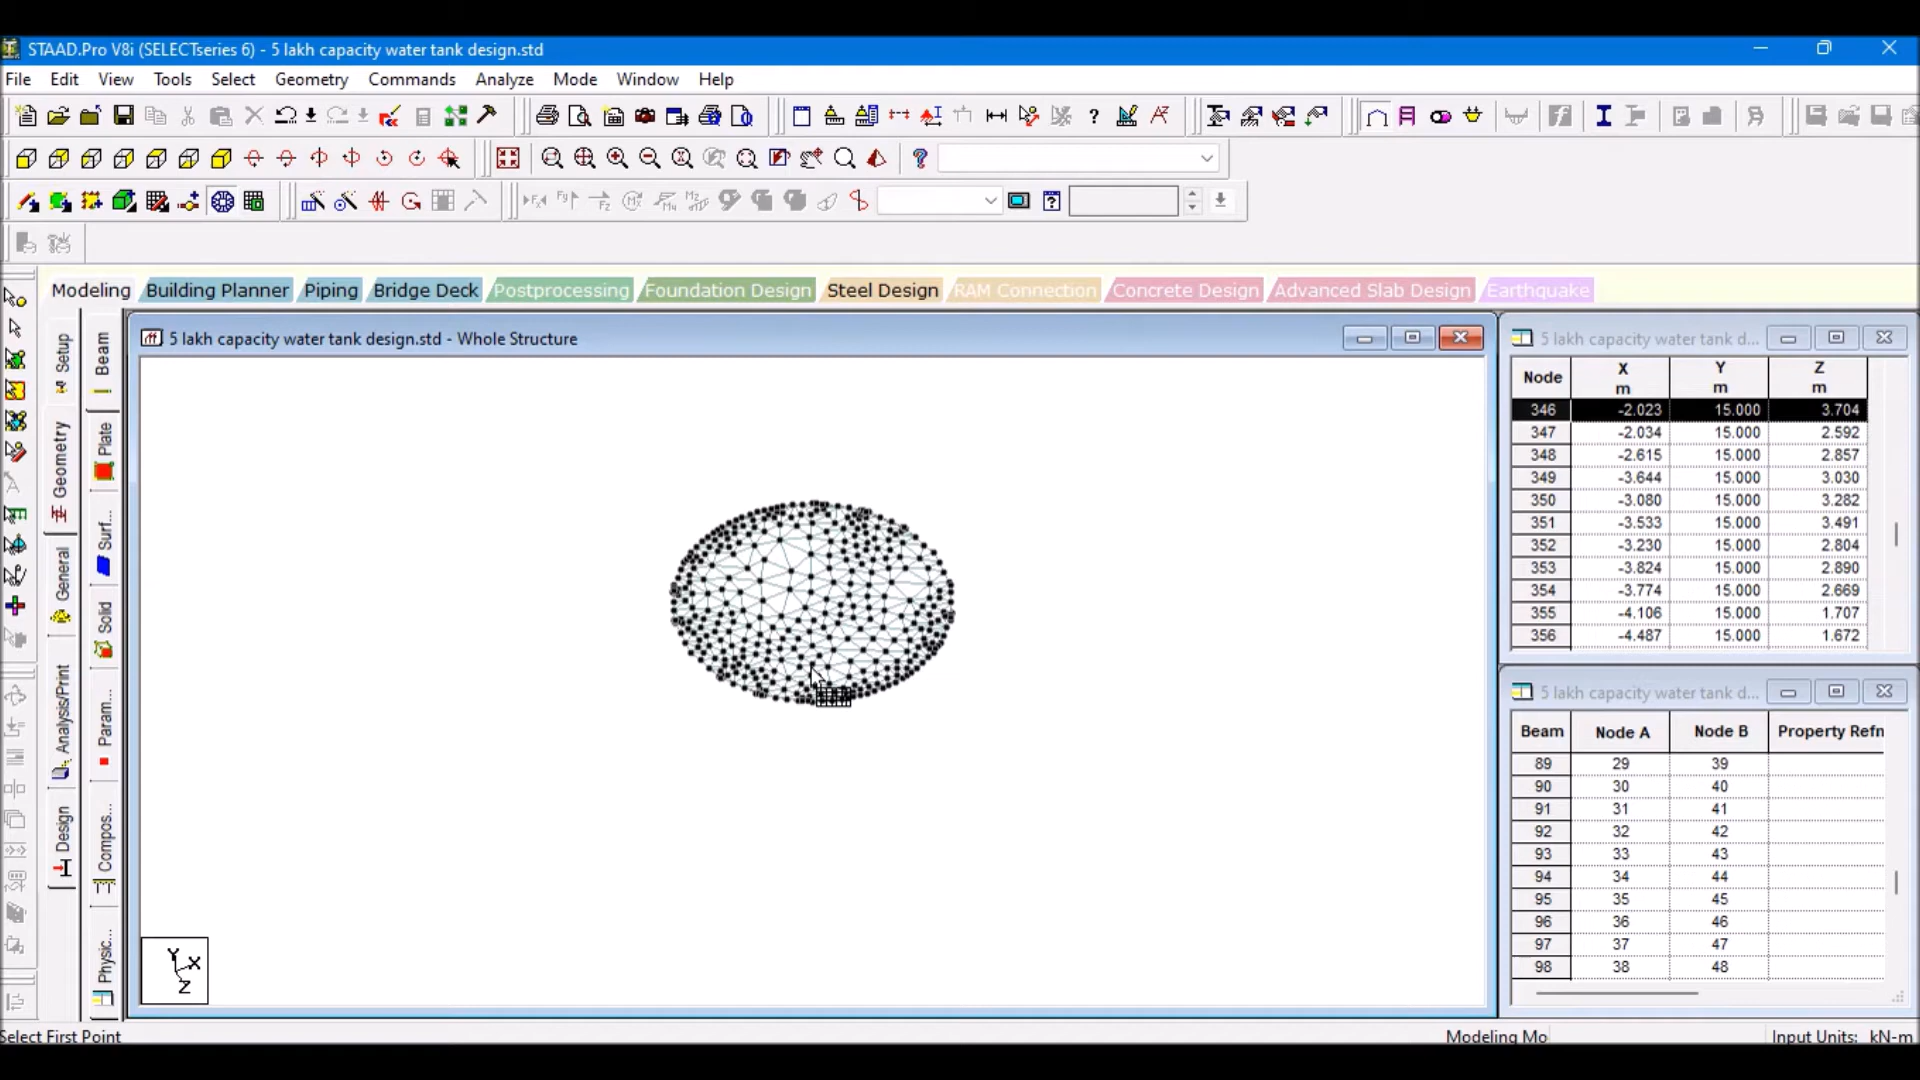 STAAD.Pro V8i (SELECTseries 6) - 5 lakh capacity water tank design.std
File Edit View Tools Select Geometry Commands Analyze Mode Window Help
Modeling Building Planner Piping Bridge Deck Postprocessing Foundation Design Steel Design RAM Connection Concrete Design Advanced Slab Design Earthquake
Setup
Geometry
General
Analysis/Print
Design
Beam
Plate
Surf...
Solid
Param...
Compos...
Physic...
5 lakh capacity water tank design.std - Whole Structure
Y
X
Z
5 lakh capacity water tank d...
Node X Y Z
m m m
346 -2.023 15.000 3.704
347 -2.034 15.000 2.592
348 -2.615 15.000 2.857
349 -3.644 15.000 3.030
350 -3.080 15.000 3.282
351 -3.533 15.000 3.491
352 -3.230 15.000 2.804
353 -3.824 15.000 2.890
354 -3.774 15.000 2.669
355 -4.106 15.000 1.707
356 -4.487 15.000 1.672
5 lakh capacity water tank d...
Beam Node A Node B Property Refn
89 29 39
90 30 40
91 31 41
92 32 42
93 33 43
94 34 44
95 35 45
96 36 46
97 37 47
98 38 48
Select First Point
Modeling Mo
Input Units: kN-m